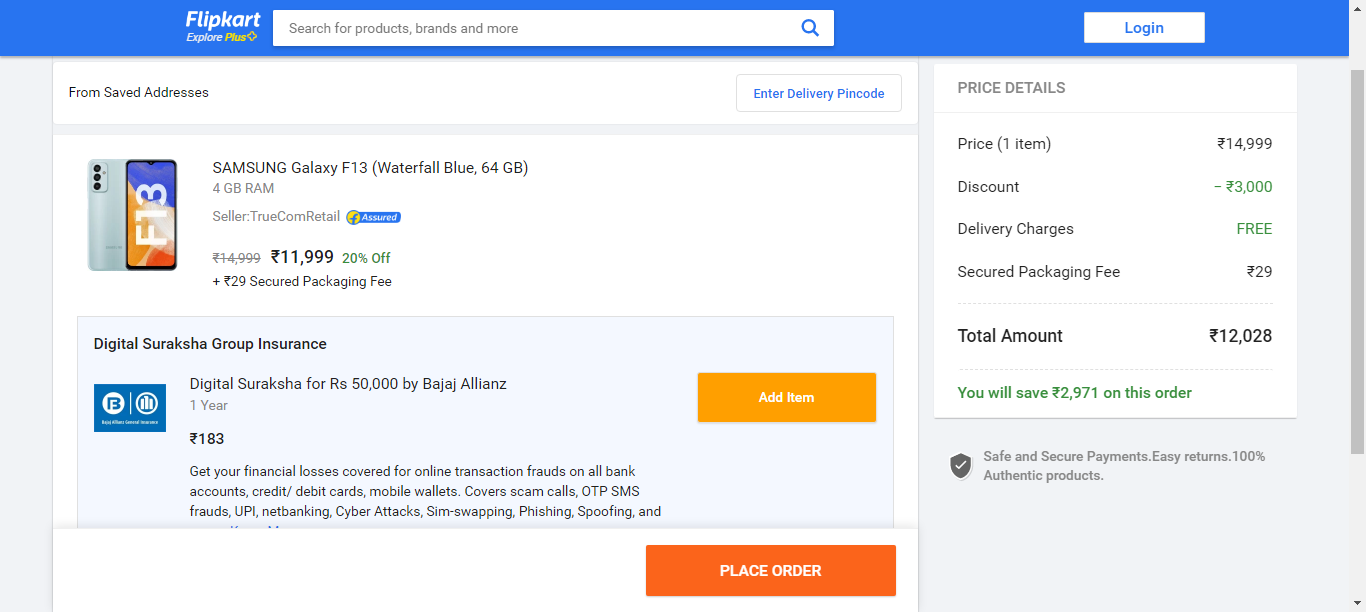 Flipkart
Explore Plus
Search for products, brands and more
Login
From Saved Addresses
Enter Delivery Pincode
F13
SAMSUNG Galaxy F13 (Waterfall Blue, 64 GB)
4 GB RAM
Seller:TrueComRetail
Assured
₹14,999 ₹11,999 20% Off
+ ₹29 Secured Packaging Fee
Digital Suraksha Group Insurance
Digital Suraksha for Rs 50,000 by Bajaj Allianz
1 Year
Bajaj Allianz General Insurance
₹183
Add Item
Get your financial losses covered for online transaction frauds on all bank
accounts, credit/ debit cards, mobile wallets. Covers scam calls, OTP SMS
frauds, UPI, netbanking, Cyber Attacks, Sim-swapping, Phishing, Spoofing, and
PLACE ORDER
PRICE DETAILS
Price (1 item) ₹14,999
Discount − ₹3,000
Delivery Charges FREE
Secured Packaging Fee ₹29
Total Amount ₹12,028
You will save ₹2,971 on this order
Safe and Secure Payments.Easy returns.100%
Authentic products.